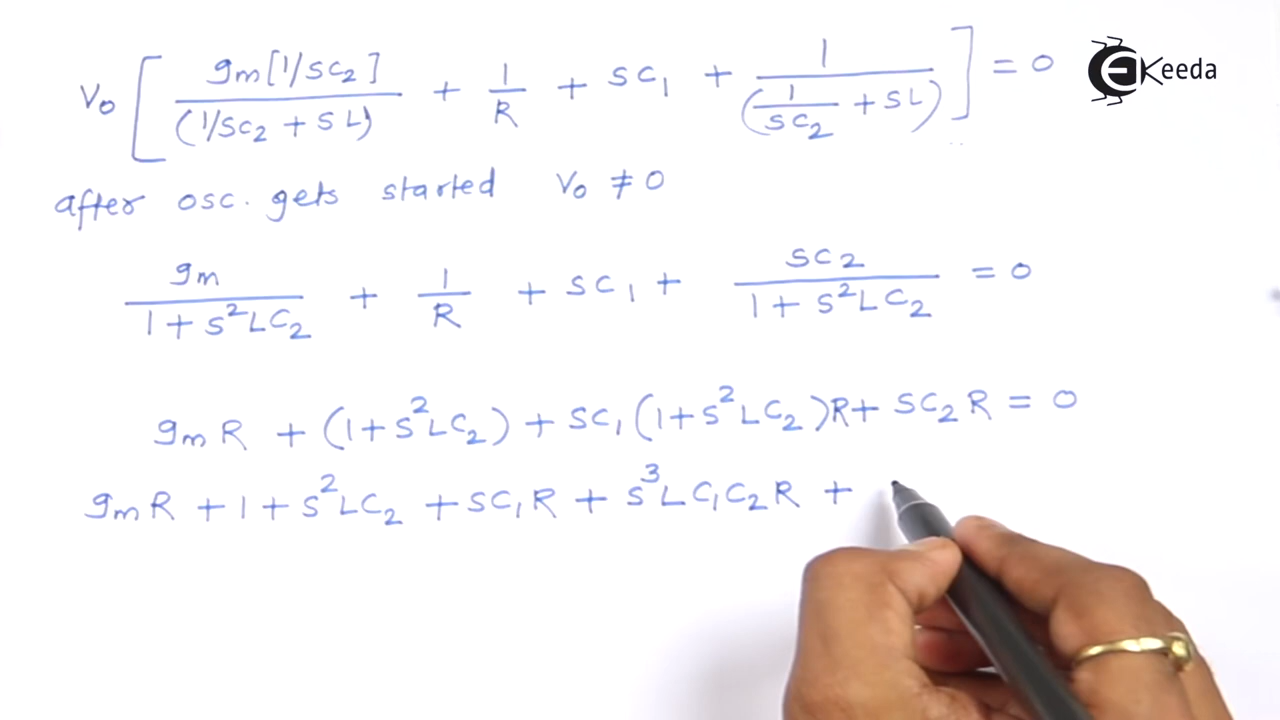 V₀ [ gm[1/SC₂] / (1/SC₂ + SL) + 1/R + SC₁ + 1 / (1/SC₂ + SL) ] = 0
EKeeda
after osc. gets started V₀ ≠ 0
gm / 1 + S²LC₂ + 1/R + SC₁ + SC₂ / 1 + S²LC₂ = 0
gmR + (1 + S²LC₂) + SC₁(1 + S²LC₂)R + SC₂R = 0
gmR + 1 + S²LC₂ + SC₁R + S³LC₁C₂R +